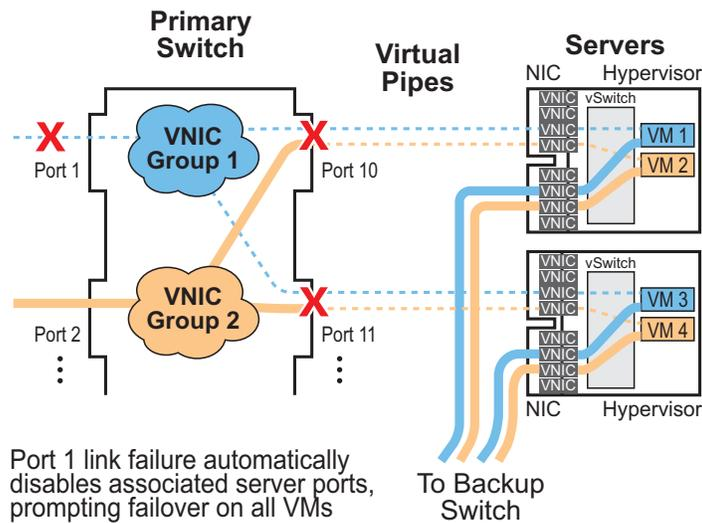 Primary
Switch
Virtual
Pipes
Servers
NIC
Hypervisor
VNIC
vSwitch
VNIC
VNIC
VNIC
VM 1
VM 2
VNIC
Group 1
Port 1
Port 10
VNIC
VNIC
VNIC
VNIC
VNIC
vSwitch
VNIC
VNIC
VNIC
VM 3
VM 4
VNIC
Group 2
Port 2
Port 11
VNIC
VNIC
VNIC
VNIC
NIC
Hypervisor
Port 1 link failure automatically
disables associated server ports,
prompting failover on all VMs
To Backup
Switch